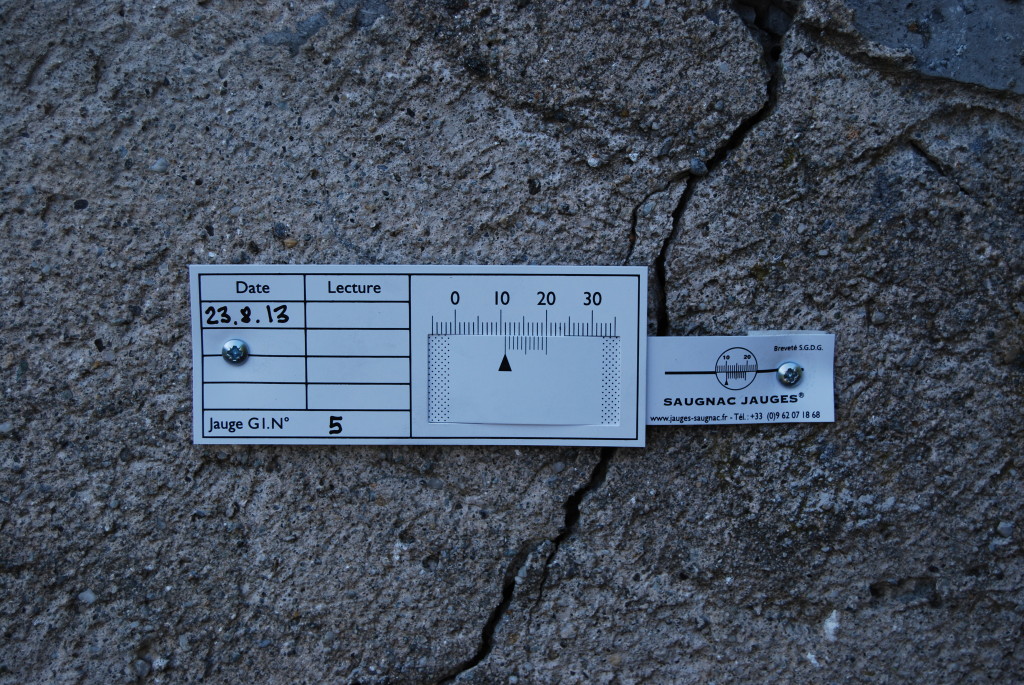 Date Lecture
23.8.13
Jauge G1.N° 5
0 10 20 30
Breveté S.G.D.G.
10 20
SAUGNAC JAUGES®
www.jauges-saugnac.fr - Tél : +33 (0)9 62 07 18 68